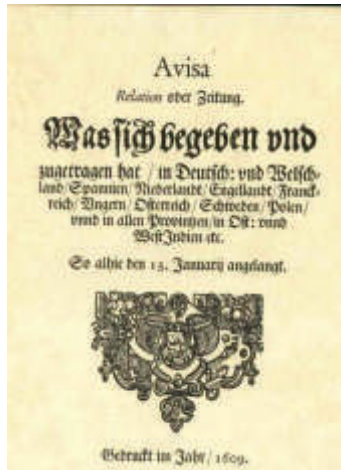 Avisa
Relation oder Zeitung.
Was sich begeben vnd
zugetragen hat / in Deutsch: vnd Welsch-
land / Spannien / Niederlandt / Engellandt / Franck-
reich / Vngern / Osterreich / Schweden / Polen /
vnnd in allen Provintzen / in Ost: vnnd
West Indien etc.
So alhie den 15. January angelangt.
Gedruckt im Jahr / 1609.